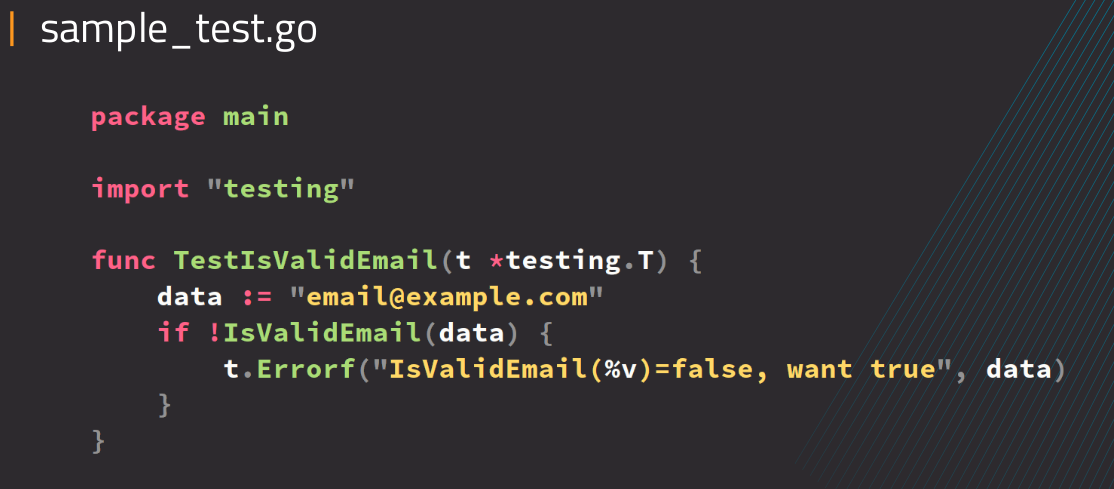 sample_test.go
package main
import "testing"
func TestIsValidEmail(t *testing.T) {
data := "email@example.com"
if !IsValidEmail(data) {
t.Errorf("IsValidEmail(%v)=false, want true", data)
}
}